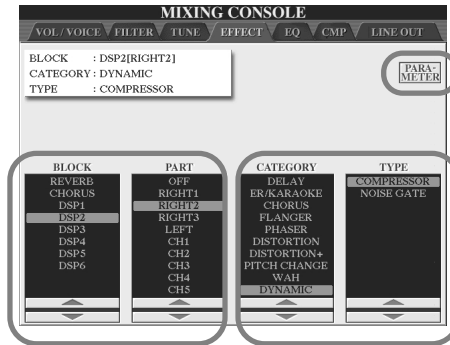 MIXING CONSOLE
VOL / VOICE FILTER TUNE EFFECT EQ CMP LINE OUT
BLOCK : DSP2[RIGHT2]
CATEGORY : DYNAMIC
TYPE : COMPRESSOR
PARA-
METER
BLOCK
REVERB
CHORUS
DSP1
DSP2
DSP3
DSP4
DSP5
DSP6
PART
OFF
RIGHT1
RIGHT2
RIGHT3
LEFT
CH1
CH2
CH3
CH4
CH5
CATEGORY
DELAY
ER/KARAOKE
CHORUS
FLANGER
PHASER
DISTORTION
DISTORTION+
PITCH CHANGE
WAH
DYNAMIC
TYPE
COMPRESSOR
NOISE GATE